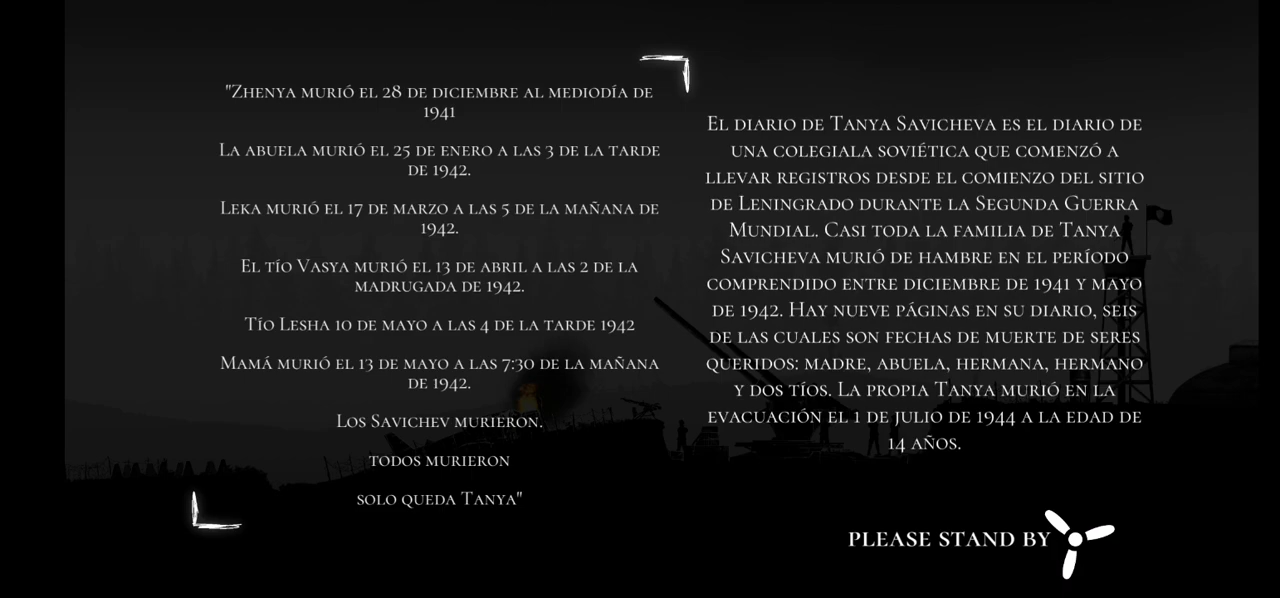 "Zhenya murió el 28 de diciembre al mediodía de
1941
La abuela murió el 25 de enero a las 3 de la tarde
de 1942.
Leka murió el 17 de marzo a las 5 de la mañana de
1942.
El tío Vasya murió el 13 de abril a las 2 de la
madrugada de 1942.
Tío Lesha 10 de mayo a las 4 de la tarde 1942
Mamá murió el 13 de mayo a las 7:30 de la mañana
de 1942.
Los Savichev murieron.
todos murieron
solo queda Tanya"
El diario de Tanya Savicheva es el diario de
una colegiala soviética que comenzó a
llevar registros desde el comienzo del sitio
de Leningrado durante la Segunda Guerra
Mundial. Casi toda la familia de Tanya
Savicheva murió de hambre en el período
comprendido entre diciembre de 1941 y mayo
de 1942. Hay nueve páginas en su diario, seis
de las cuales son fechas de muerte de seres
queridos: madre, abuela, hermana, hermano
y dos tíos. La propia Tanya murió en la
evacuación el 1 de julio de 1944 a la edad de
14 años.
PLEASE STAND BY